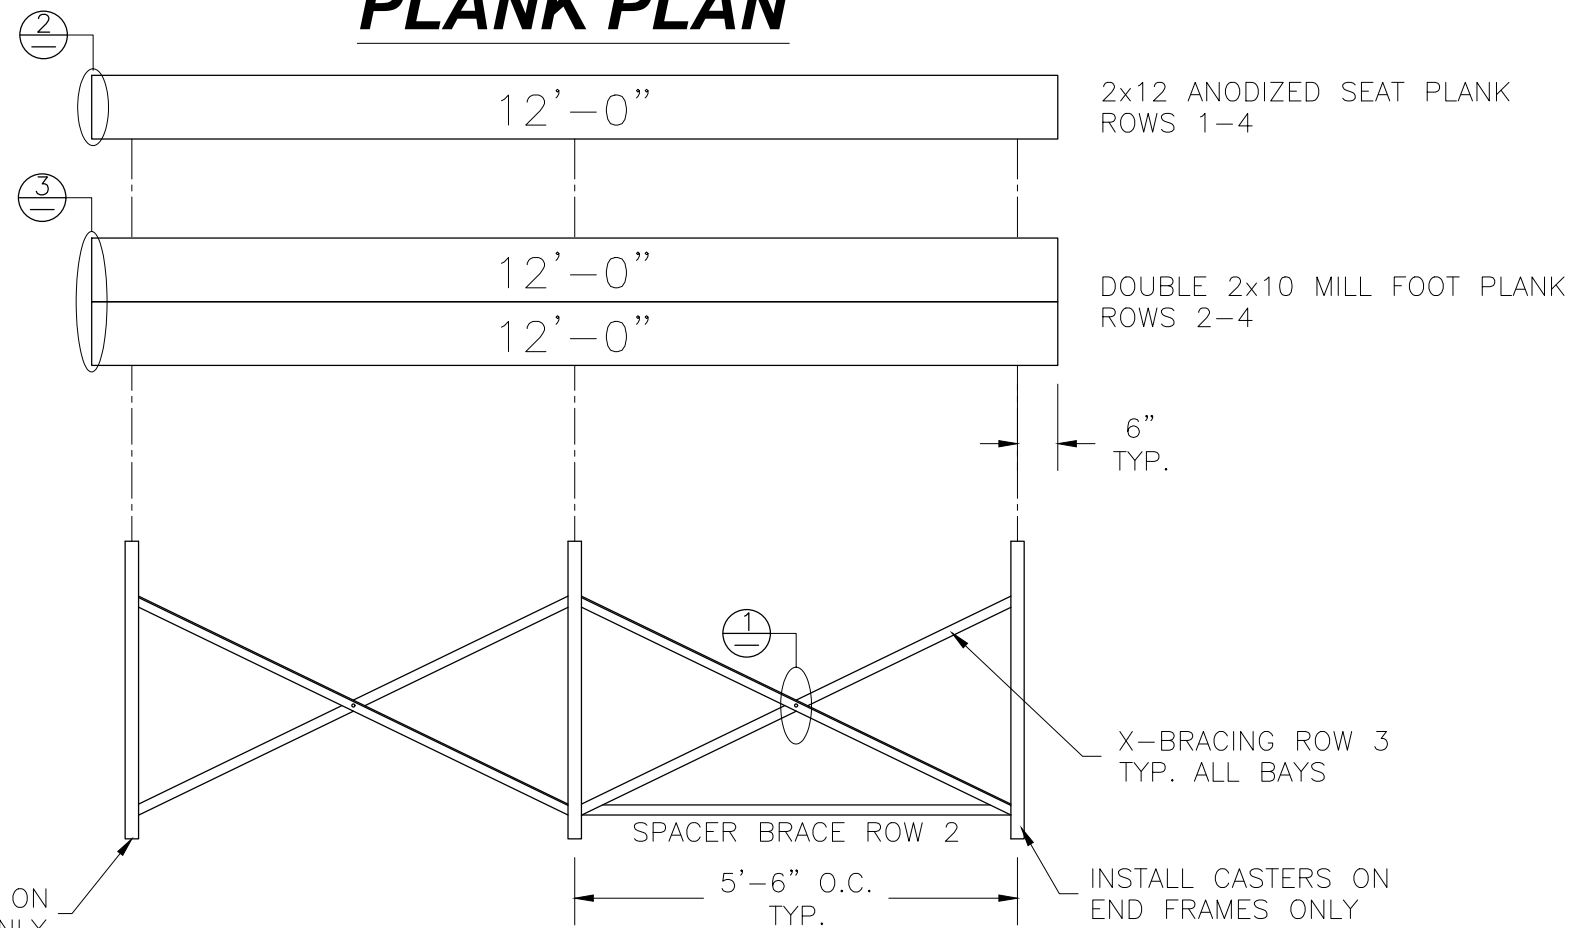 PLANK PLAN
2
12'-0"
2x12 ANODIZED SEAT PLANK
ROWS 1-4
3
12'-0"
12'-0"
DOUBLE 2x10 MILL FOOT PLANK
ROWS 2-4
6"
TYP.
1
X-BRACING ROW 3
TYP. ALL BAYS
SPACER BRACE ROW 2
5'-6" O.C.
TYP.
INSTALL CASTERS ON
END FRAMES ONLY
ON